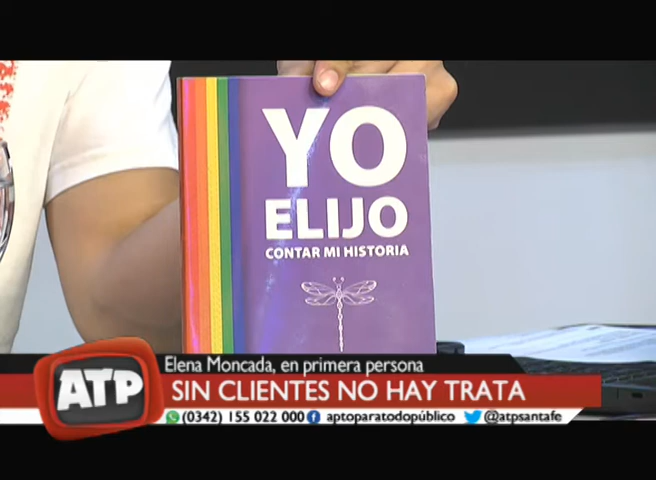 YO
ELIJO
CONTAR MI HISTORIA
Elena Moncada, en primera persona
ATP
SIN CLIENTES NO HAY TRATA
(0342) 155 022 000 aptoparatodopúblico @atpsantafe